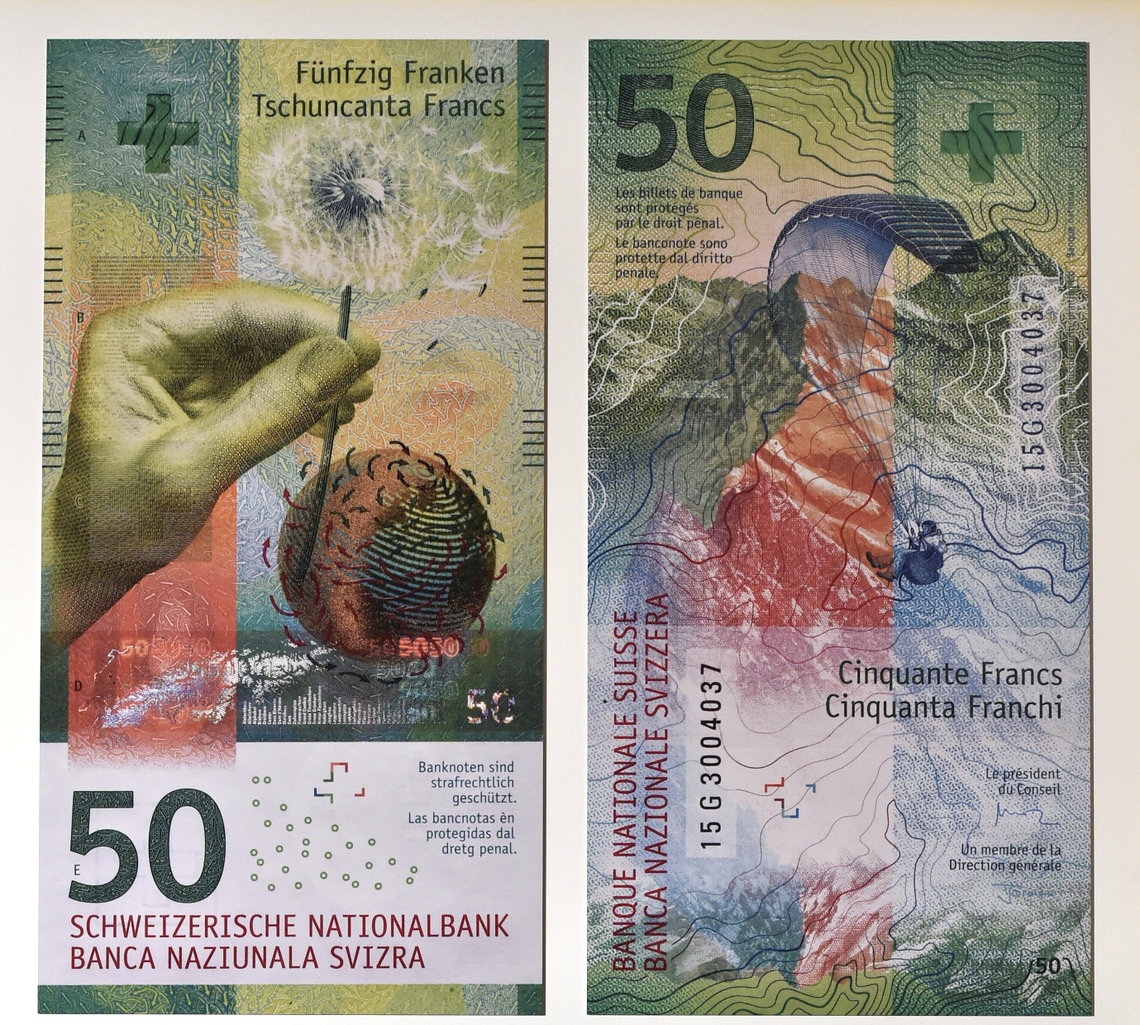 Fünfzig Franken
Tschuncanta Francs
A
B
C
D
50
Banknoten sind
strafrechtlich
geschützt.
Las bancnotas èn
protegidas dal
dretg penal.
E
50
SCHWEIZERISCHE NATIONALBANK
BANCA NAZIUNALA SVIZRA
50
Les billets de banque
sont protégés
par le droit pénal.
Le banconote sono
protette dal diritto
penale.
15G3004037
BANQUE NATIONALE SUISSE
BANCA NAZIONALE SVIZZERA
15G3004037
Cinquante Francs
Cinquanta Franchi
Le président
du Conseil
Un membre de la
Direction générale
50